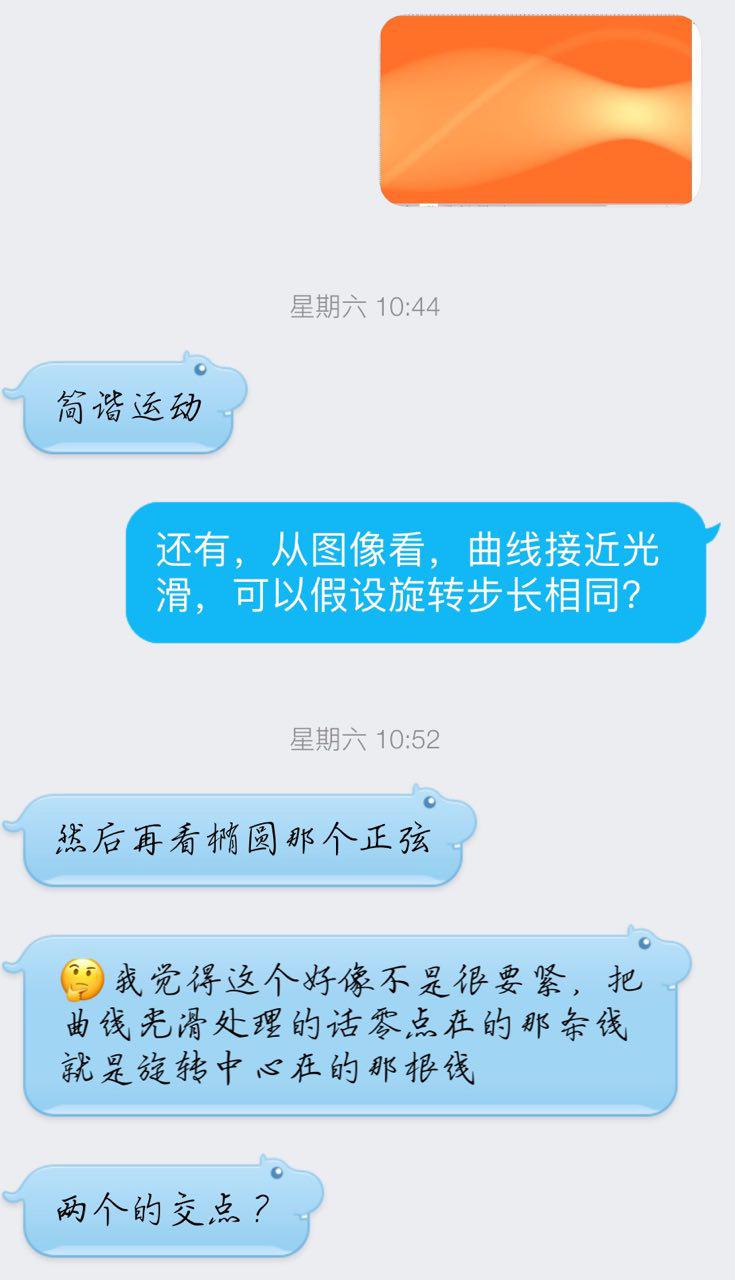 星期六 10:44
简谐运动
还有，从图像看，曲线接近光
滑，可以假设旋转步长相同？
星期六 10:52
然后再看椭圆那个正弦
🤔我觉得这个好像不是很要紧，把
曲线光滑处理的话零点在的那条线
就是旋转中心在的那根线
两个的交点？